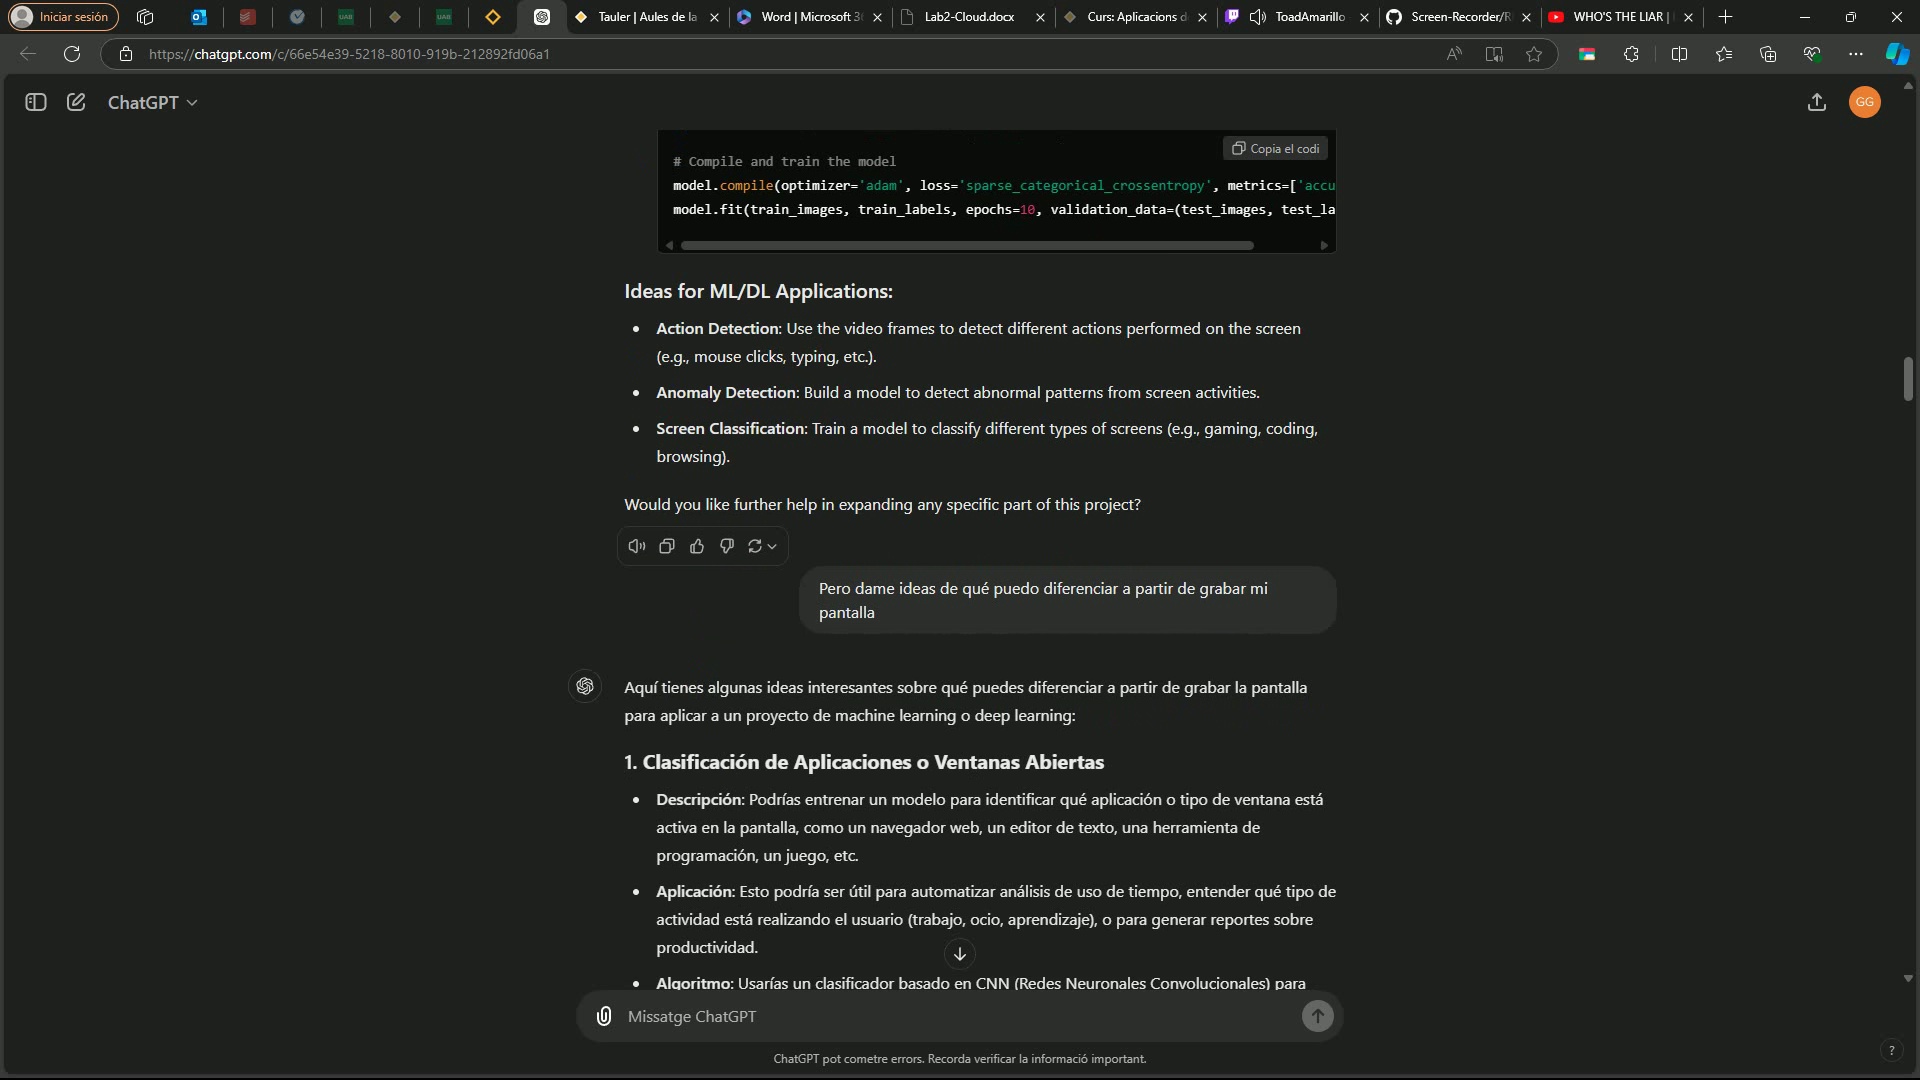 Iniciar sesión
UAB
UAB
Tauler | Aules de la
Word | Microsoft 3
Lab2-Cloud.docx
Curs: Aplicacions d
ToadAmarillo
Screen-Recorder/R
WHO'S THE LIAR |
https://chatgpt.com/c/66e54e39-5218-8010-919b-212892fd06a1
ChatGPT
GG
Copia el codi
# Compile and train the model
model.compile(optimizer='adam', loss='sparse_categorical_crossentropy', metrics=['accu
model.fit(train_images, train_labels, epochs=10, validation_data=(test_images, test_la
Ideas for ML/DL Applications:
• Action Detection: Use the video frames to detect different actions performed on the screen
(e.g., mouse clicks, typing, etc.).
• Anomaly Detection: Build a model to detect abnormal patterns from screen activities.
• Screen Classification: Train a model to classify different types of screens (e.g., gaming, coding,
browsing).
Would you like further help in expanding any specific part of this project?
Pero dame ideas de qué puedo diferenciar a partir de grabar mi
pantalla
Aquí tienes algunas ideas interesantes sobre qué puedes diferenciar a partir de grabar la pantalla
para aplicar a un proyecto de machine learning o deep learning:
1. Clasificación de Aplicaciones o Ventanas Abiertas
• Descripción: Podrías entrenar un modelo para identificar qué aplicación o tipo de ventana está
activa en la pantalla, como un navegador web, un editor de texto, una herramienta de
programación, un juego, etc.
• Aplicación: Esto podría ser útil para automatizar análisis de uso de tiempo, entender qué tipo de
actividad está realizando el usuario (trabajo, ocio, aprendizaje), o para generar reportes sobre
productividad.
• Algoritmo: Usarías un clasificador basado en CNN (Redes Neuronales Convolucionales) para
Missatge ChatGPT
ChatGPT pot cometre errors. Recorda verificar la informació important.
?